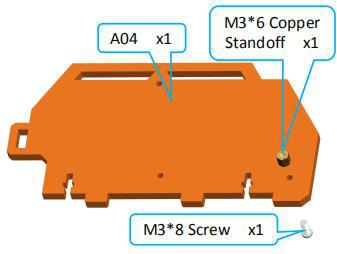 A04 x1
M3*6 Copper
Standoff x1
M3*8 Screw x1